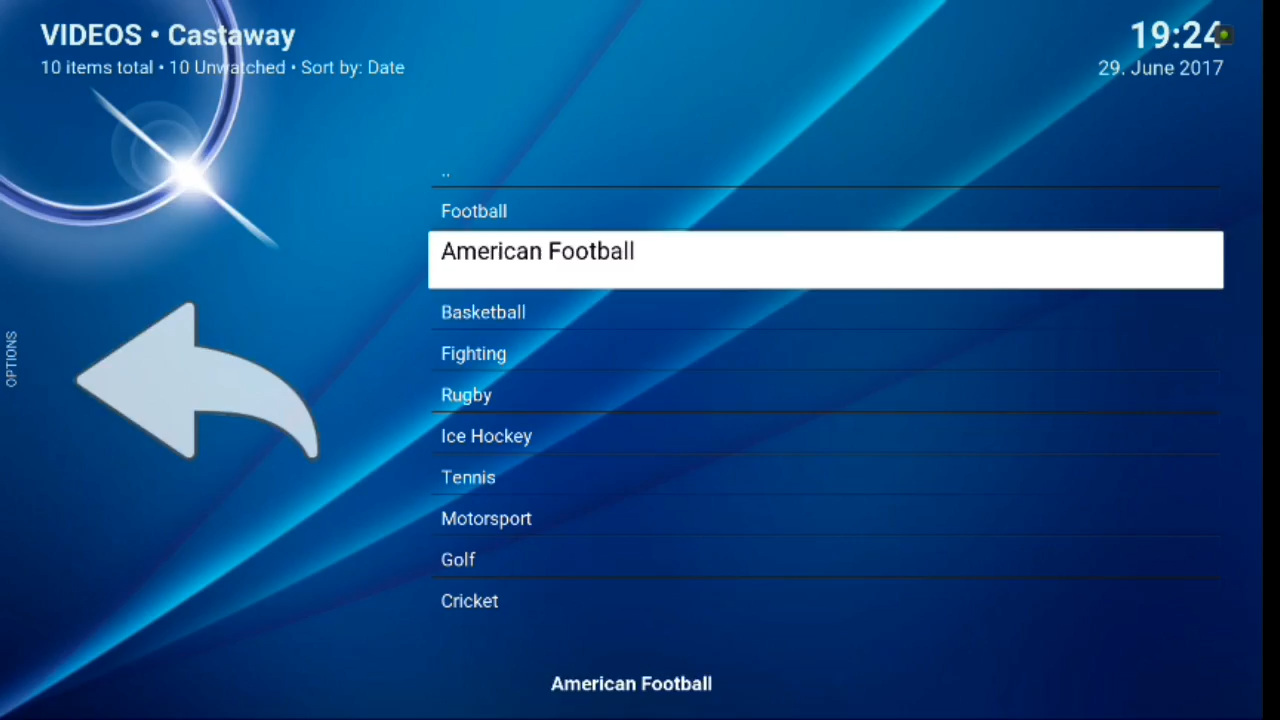 VIDEOS • Castaway
10 items total • 10 Unwatched • Sort by: Date
19:24
29. June 2017
..
Football
American Football
Basketball
Fighting
Rugby
Ice Hockey
Tennis
Motorsport
Golf
Cricket
OPTIONS
American Football